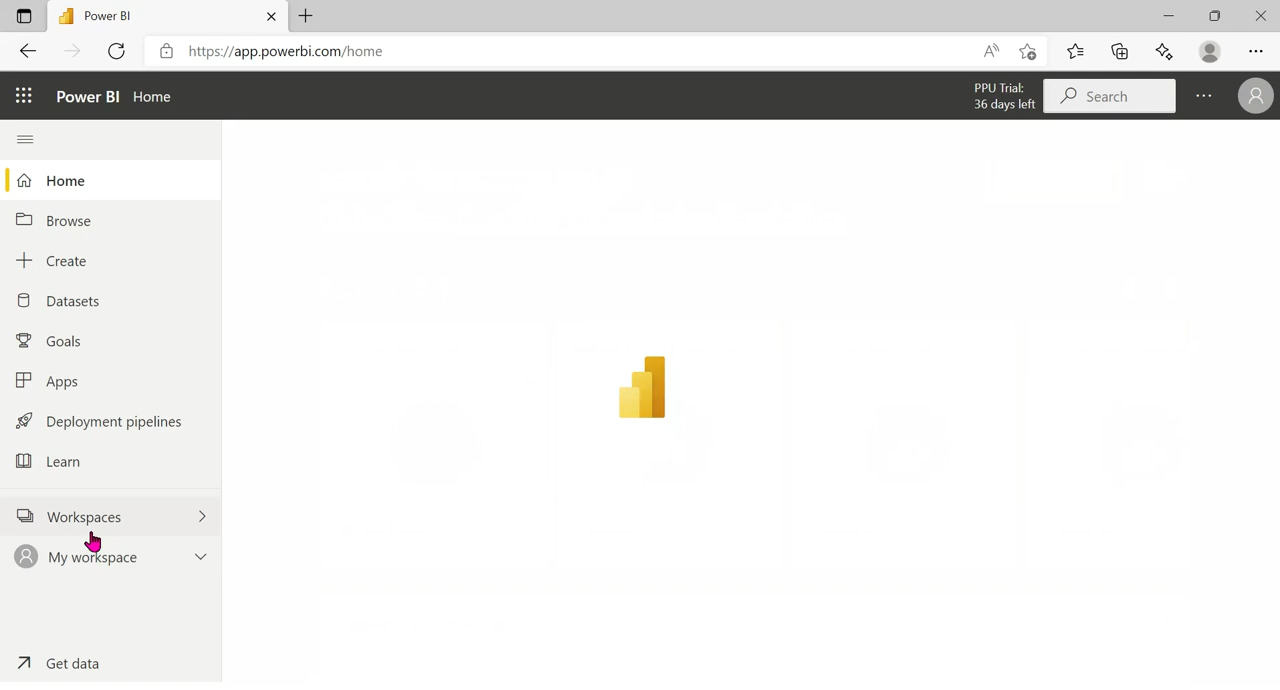 Power BI
https://app.powerbi.com/home
Power BI Home
PPU Trial:
36 days left
Search
Home
Browse
Create
Datasets
Goals
Apps
Deployment pipelines
Learn
Workspaces
My workspace
Get data